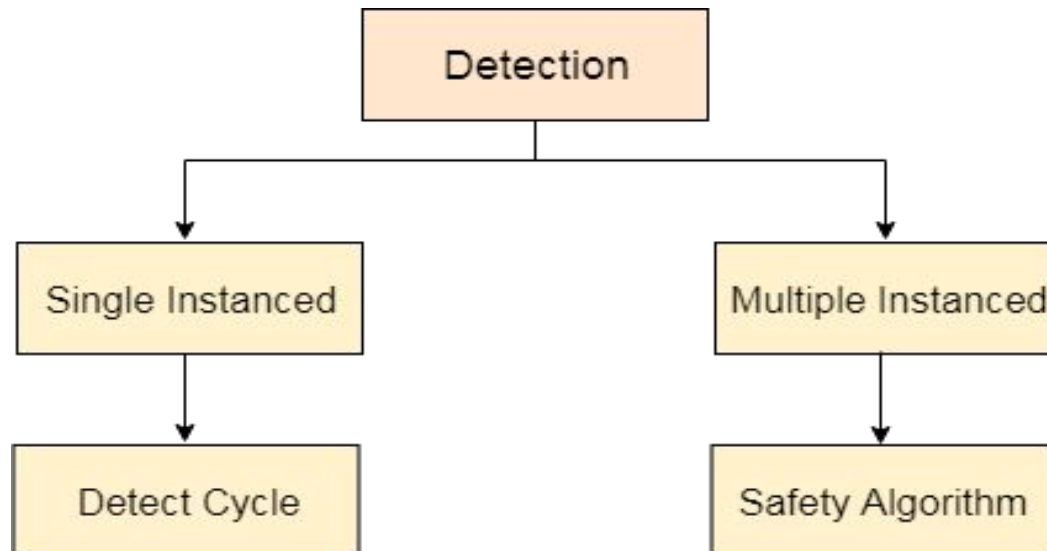 Detection
Single Instanced
Multiple Instanced
Detect Cycle
Safety Algorithm